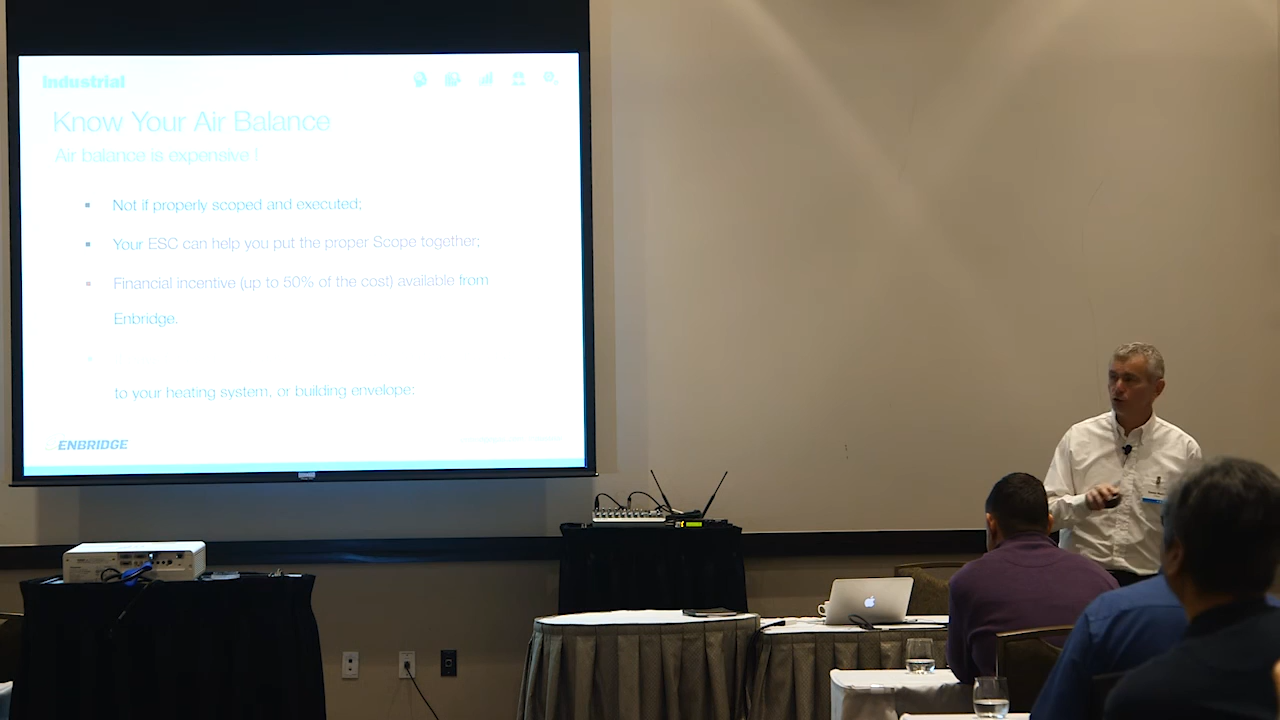 Industrial
Know Your Air Balance
Air balance is expensive !
Not if properly scoped and executed;
Your ESC can help you put the proper Scope together;
Financial incentive (up to 50% of the cost) available from
Enbridge.
to your heating system, or building envelope:
ENBRIDGE